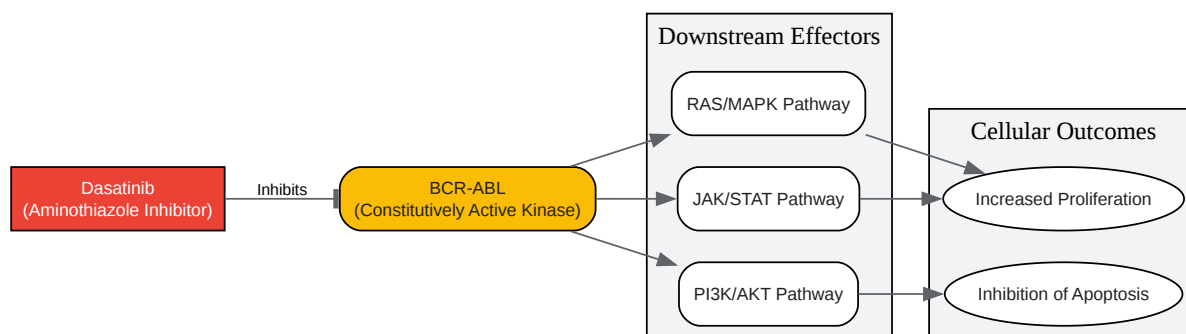 Dasatinib
(Aminothiazole Inhibitor)
Inhibits
BCR-ABL
(Constitutively Active Kinase)
Downstream Effectors
RAS/MAPK Pathway
JAK/STAT Pathway
PI3K/AKT Pathway
Cellular Outcomes
Increased Proliferation
Inhibition of Apoptosis